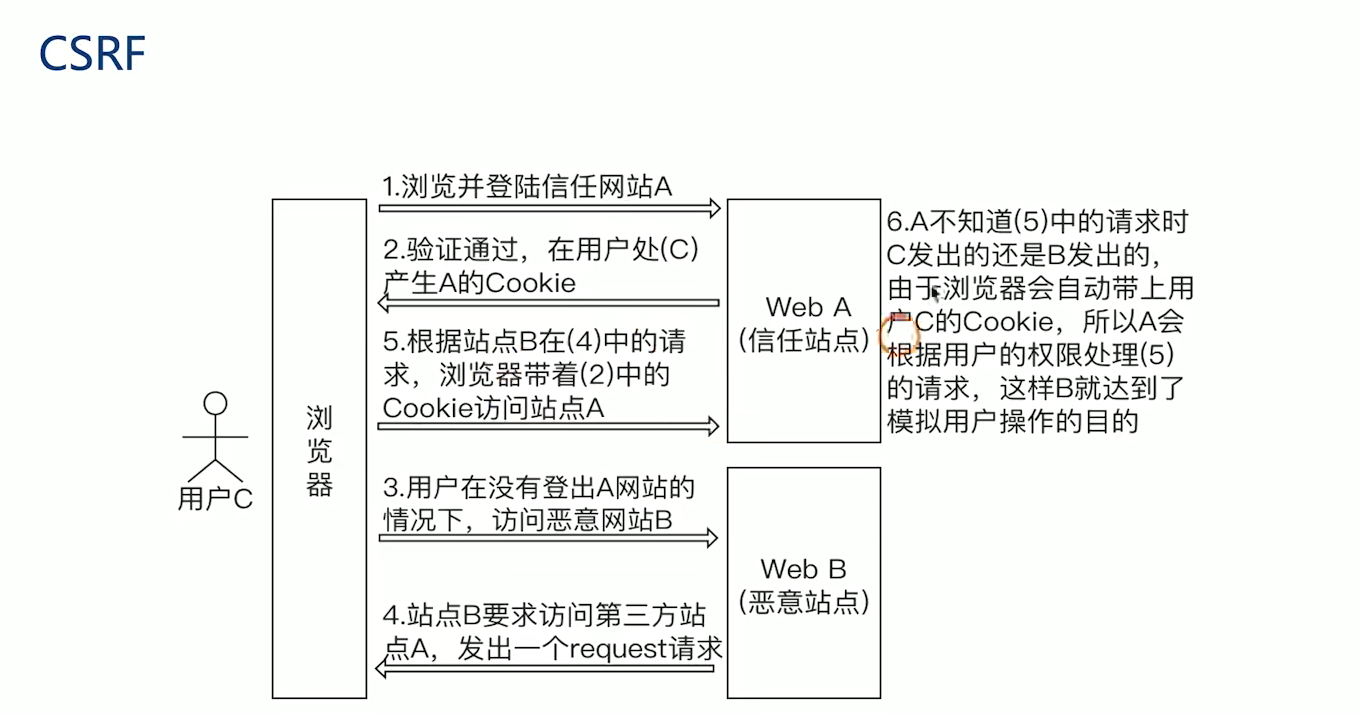 CSRF
1.浏览并登陆信任网站A
2.验证通过，在用户处(C)
产生A的Cookie
5.根据站点B在(4)中的请
求，浏览器带着(2)中的
Cookie访问站点A
3.用户在没有登出A网站的
情况下，访问恶意网站B
4.站点B要求访问第三方站
点A，发出一个request请求
用户C
浏
览
器
Web A
(信任站点)
Web B
(恶意站点)
6.A不知道(5)中的请求时
C发出的还是B发出的，
由于浏览器会自动带上用
户C的Cookie，所以A会
根据用户的权限处理(5)
的请求，这样B就达到了
模拟用户操作的目的